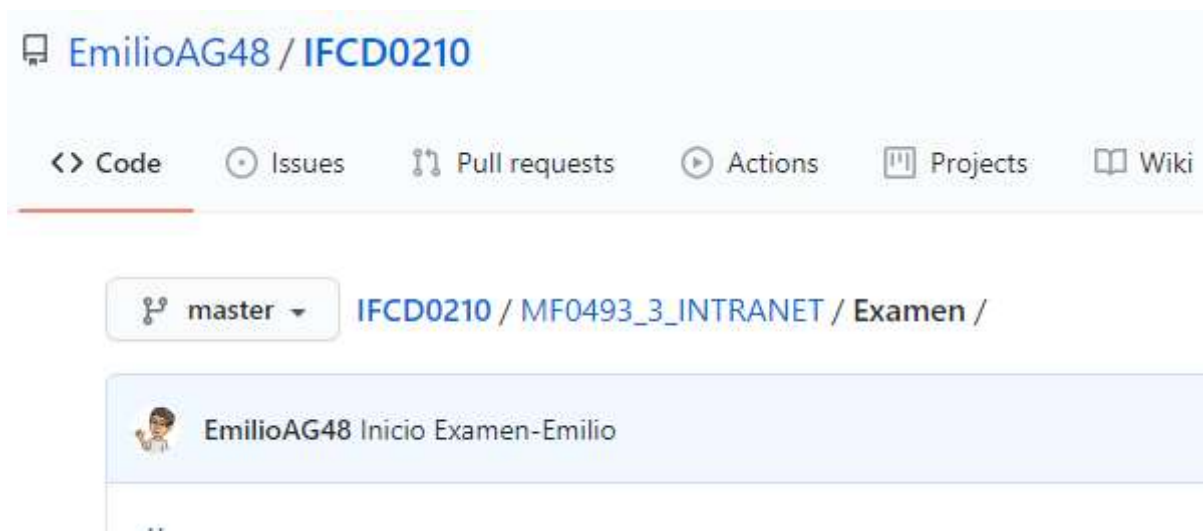 EmilioAG48 / IFCD0210
<> Code Issues Pull requests Actions Projects Wiki
master IFCD0210 / MF0493_3_INTRANET / Examen /
EmilioAG48 Inicio Examen-Emilio